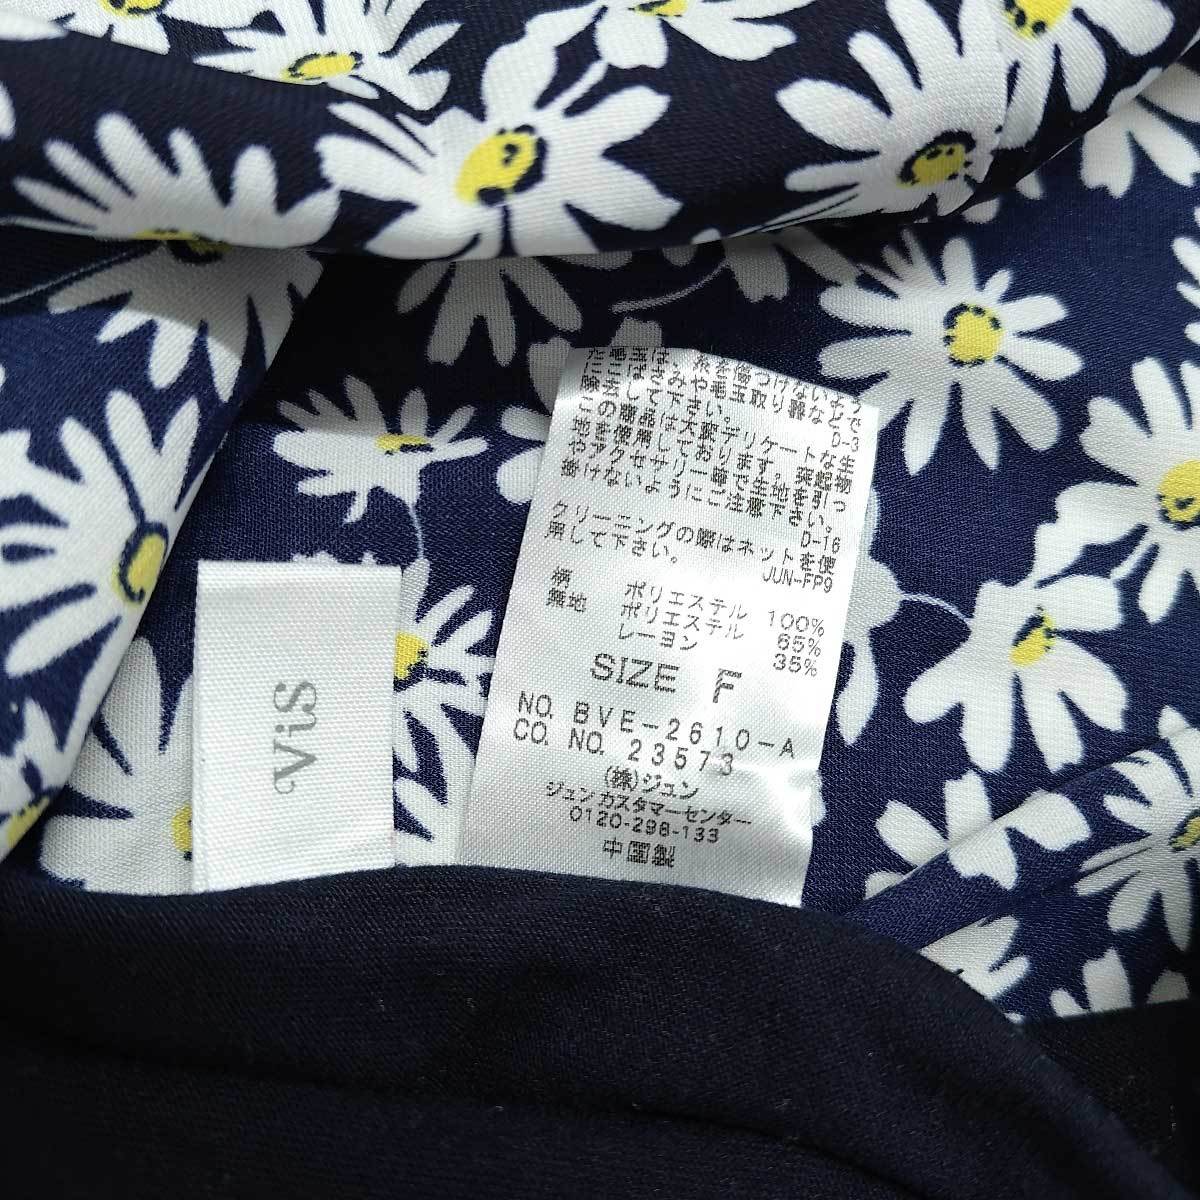 た毛玉は、糸を傷つけないよう
にこばさみや毛玉取り器などで
除去して下さい。 D-3
この商品は大変デリケートな生
地を使用しております。突起物
やアクセサリー等で生地を引っ
掛けないようにご注意下さい。
D-16
クリーニングの際はネットを使
用して下さい。 JUN-FP9
柄 ポリエステル 100%
無地 ポリエステル 65%
レーヨン 35%
SIZE F
NO. BVE-2610-A
CO. NO. 23573
(株)ジュン
ジュンカスタマーセンター
0120-298-133
中国製
ViS